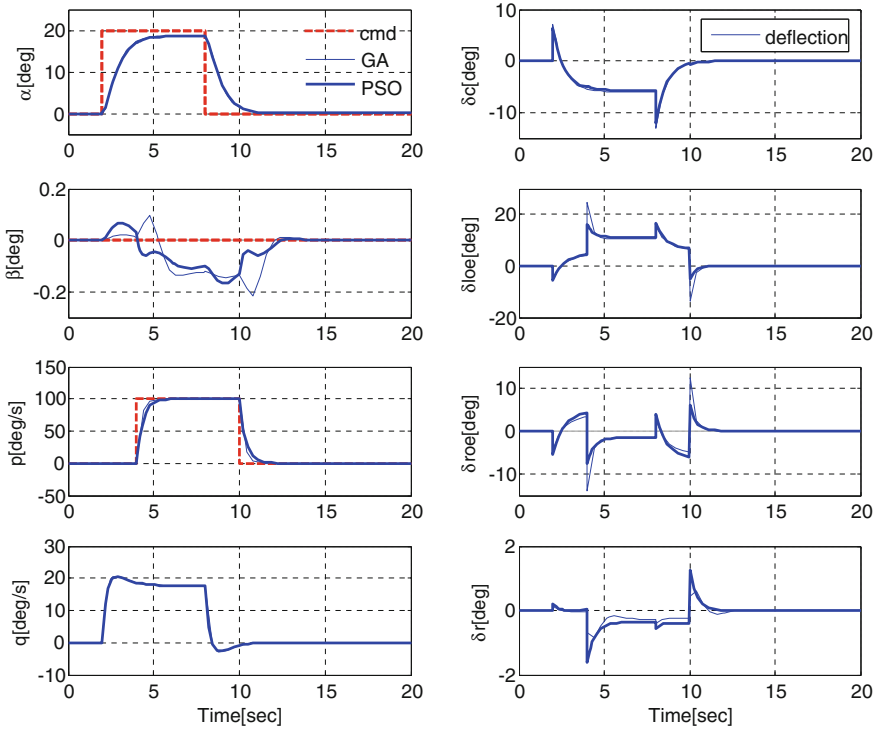 20
10
0
α[deg]
cmd
GA
PSO
0 5 10 15 20
10
5
0
-5
-10
-15
δc[deg]
deflection
0 5 10 15 20
0.2
0
-0.2
β[deg]
0 5 10 15 20
20
0
-20
δloe[deg]
0 5 10 15 20
150
100
50
0
-50
p[deg/s]
0 5 10 15 20
10
0
-10
δroe[deg]
0 5 10 15 20
30
20
10
0
-10
q[deg/s]
0 5 10 15 20
Time[sec]
2
0
-2
δr[deg]
0 5 10 15 20
Time[sec]